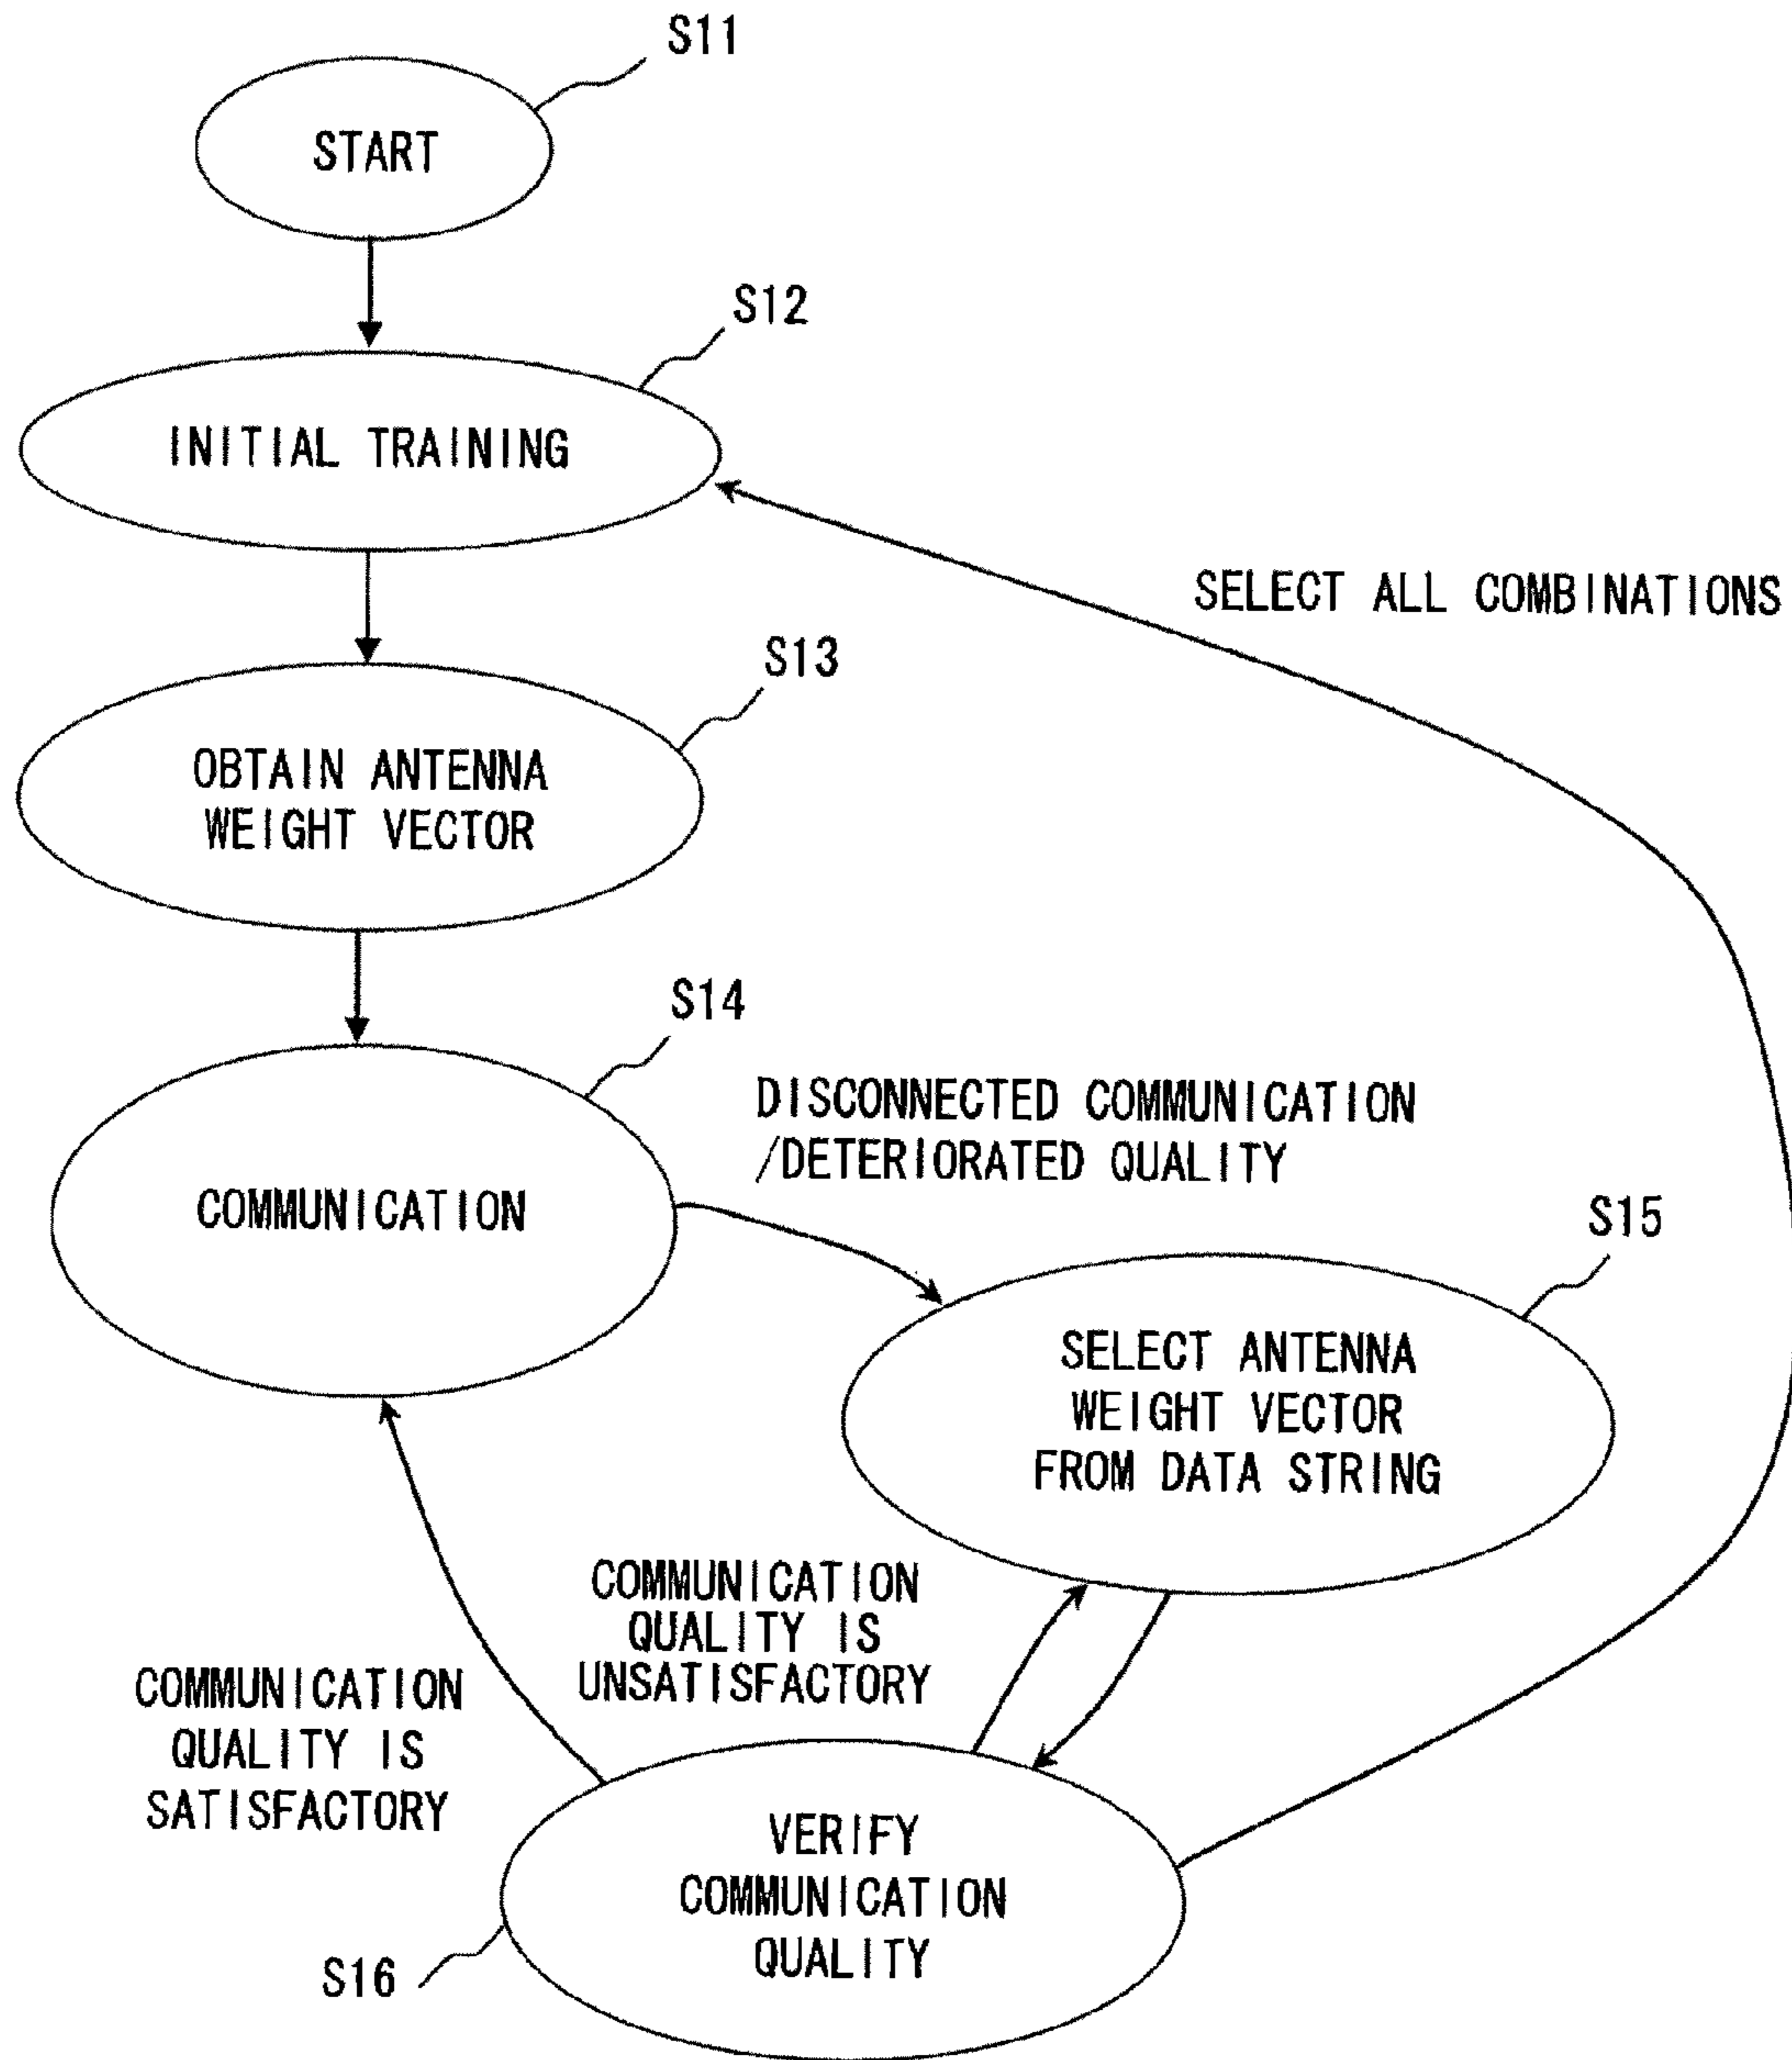 S11
START
S12
INITIAL TRAINING
SELECT ALL COMBINATIONS
S13
OBTAIN ANTENNA
WEIGHT VECTOR
S14
DISCONNECTED COMMUNICATION
/DETERIORATED QUALITY
COMMUNICATION
S15
SELECT ANTENNA
WEIGHT VECTOR
FROM DATA STRING
COMMUNICATION
QUALITY IS
UNSATISFACTORY
COMMUNICATION
QUALITY IS
SATISFACTORY
VERIFY
COMMUNICATION
QUALITY
S16